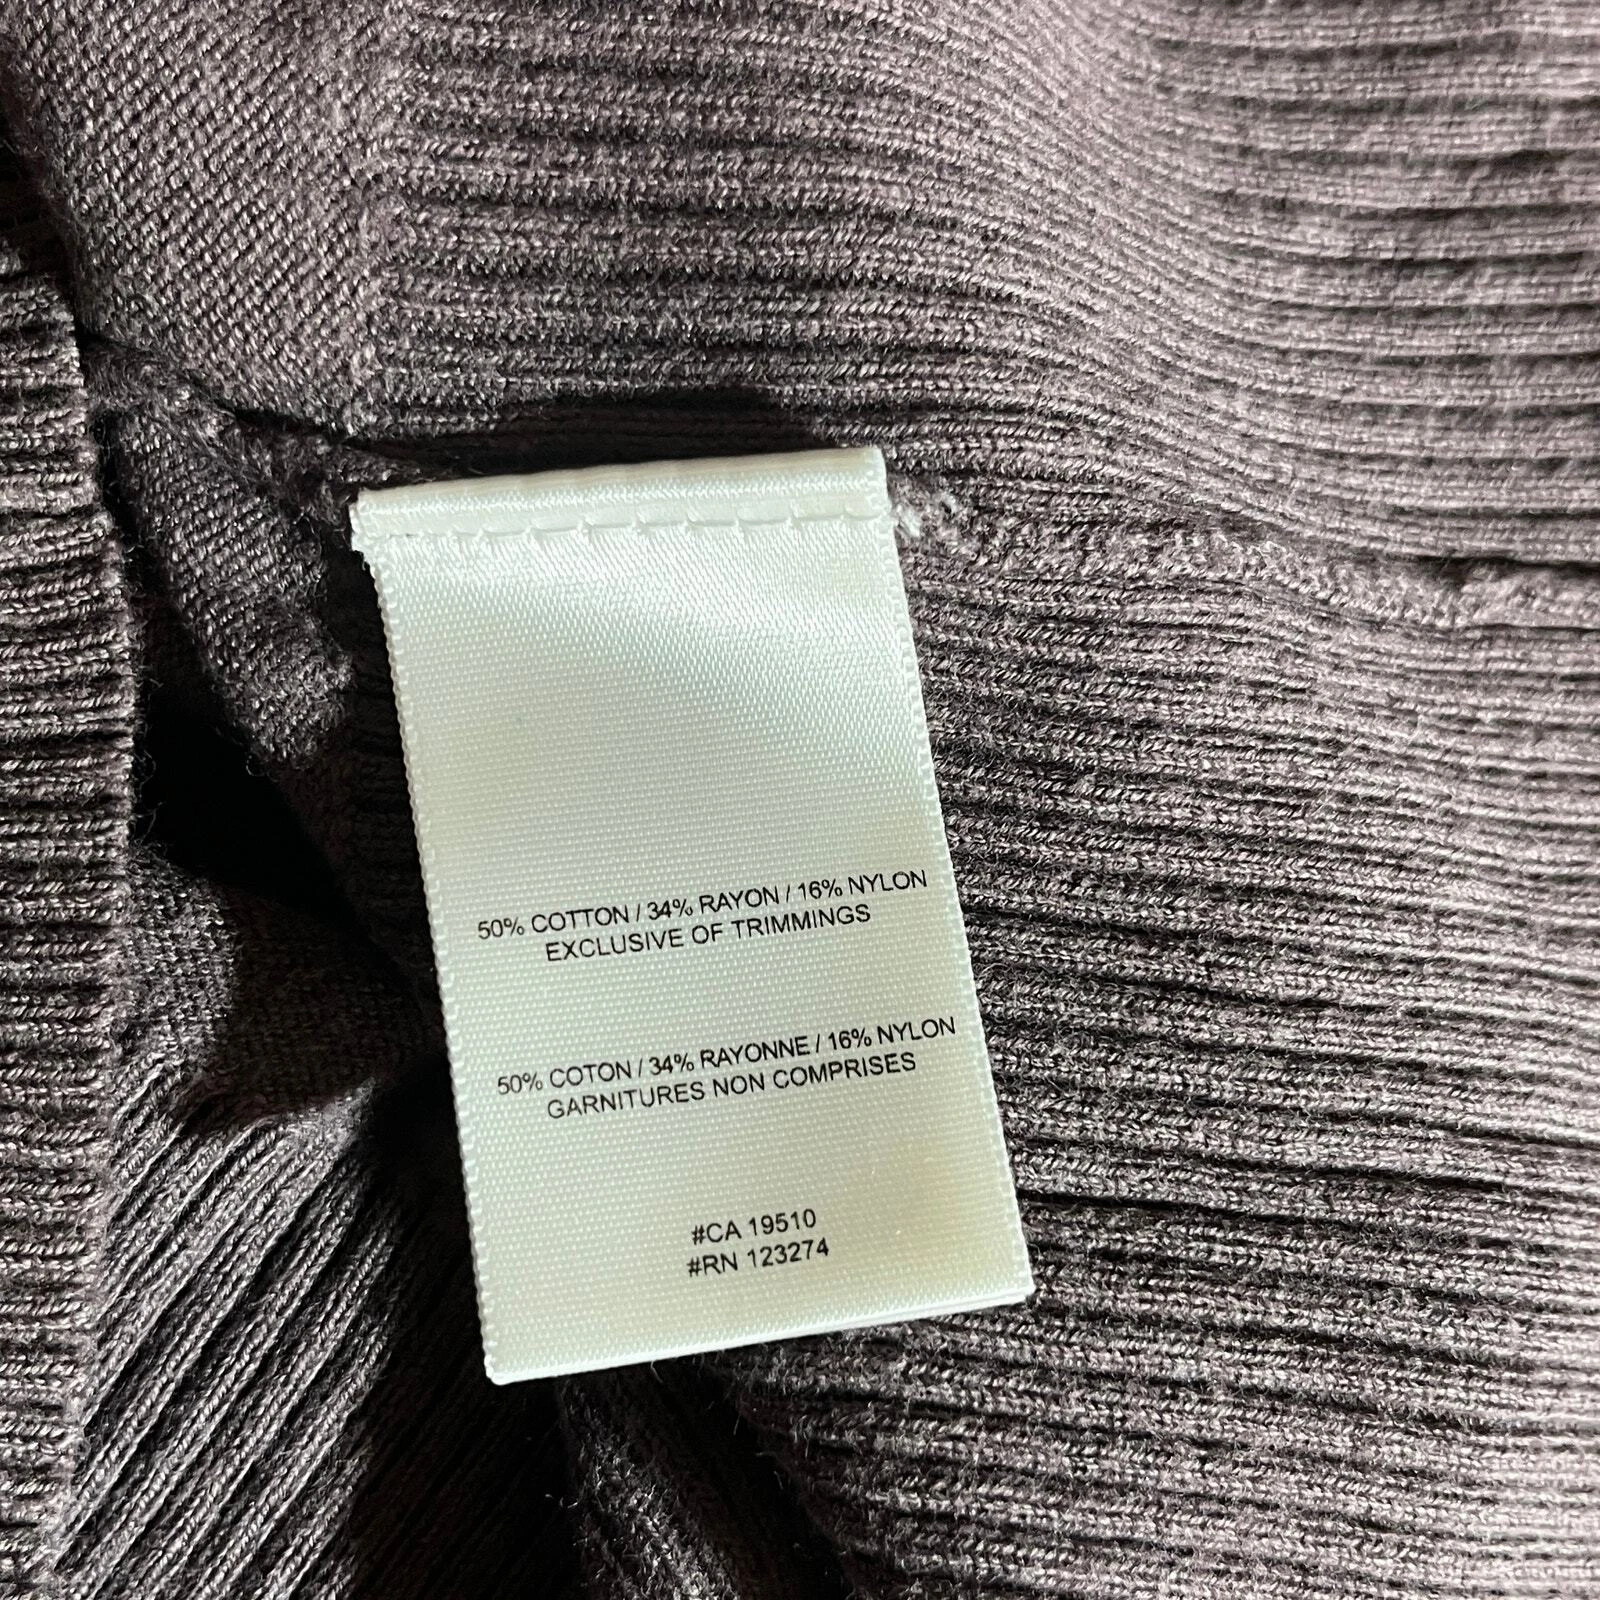 50% COTTON / 34% RAYON / 16% NYLON
EXCLUSIVE OF TRIMMINGS
50% COTON / 34% RAYONNE / 16% NYLON
GARNITURES NON COMPRISES
#CA 19510
#RN 123274